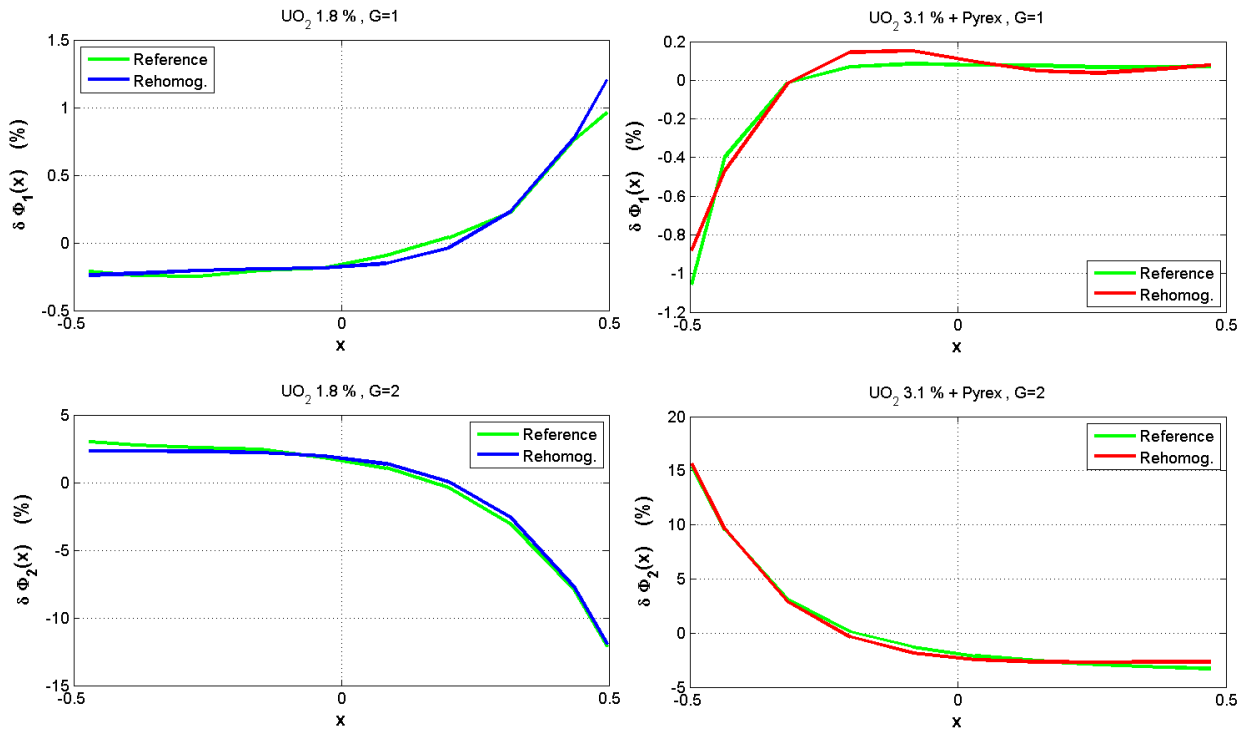 UO2 1.8 % , G=1
δ Φ1(x) (%)
1.5
1
0.5
0
-0.5
Reference
Rehomog.
-0.5 0 0.5
x
UO2 3.1 % + Pyrex, G=1
δ Φ1(x) (%)
0.2
0
-0.2
-0.4
-0.6
-0.8
-1
-1.2
Reference
Rehomog.
-0.5 0 0.5
x
UO2 1.8 % , G=2
δ Φ2(x) (%)
5
0
-5
-10
-15
Reference
Rehomog.
-0.5 0 0.5
x
UO2 3.1 % + Pyrex , G=2
δ Φ2(x) (%)
20
15
10
5
0
-5
Reference
Rehomog.
-0.5 0 0.5
x